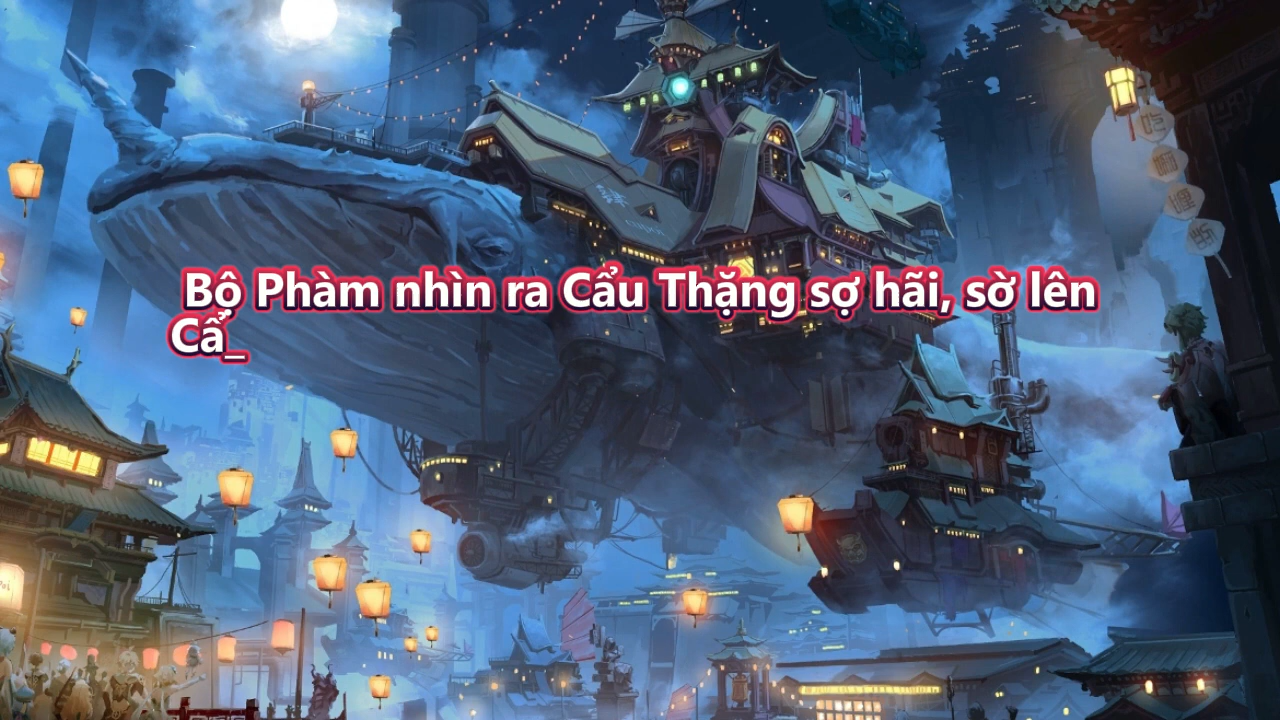 Bộ Phàm nhìn ra Cẩu Thặng sợ hãi, sờ lên
Cẩ_